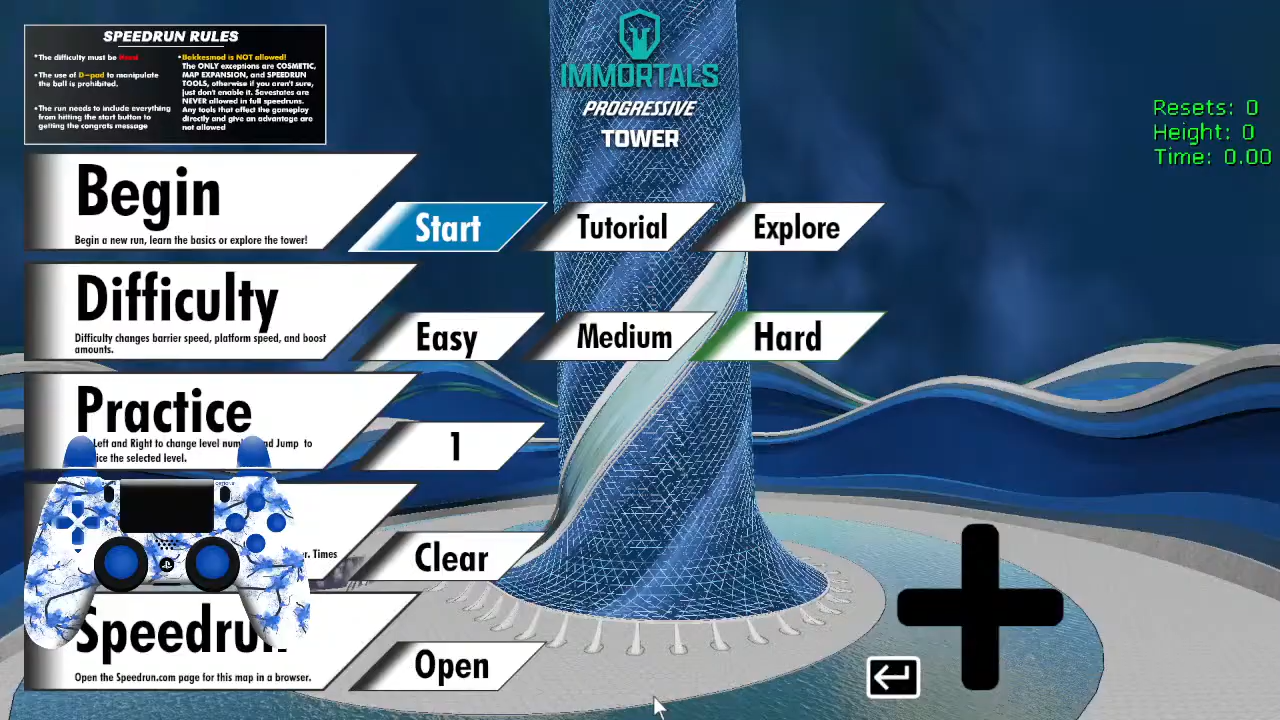 SPEEDRUN RULES
*The difficulty must be Hard.
*The use of D-pad to manipulate
the ball is prohibited.
*The run needs to include everything
from hitting the start button to
getting the congrats message
*Bakkesmod is NOT allowed!
The ONLY exceptions are COSMETIC,
MAP EXPANSION, and SPEEDRUN
TOOLS, otherwise if you aren't sure,
just don't enable it. Savestates are
NEVER allowed in full speedruns.
Any tools that affect the gameplay
directly and give an advantage are
not allowed
IMMORTALS
PROGRESSIVE
TOWER
Resets: 0
Height: 0
Time: 0.00
Begin
Begin a new run, learn the basics or explore the tower!
Start
Tutorial
Explore
Difficulty
Difficulty changes barrier speed, platform speed, and boost
amounts.
Easy
Medium
Hard
Practice
Left and Right to change level num nd Jump to
ice the selected level.
1
r. Times
Clear
Speedrun
Open the Speedrun.com page for this map in a browser.
Open